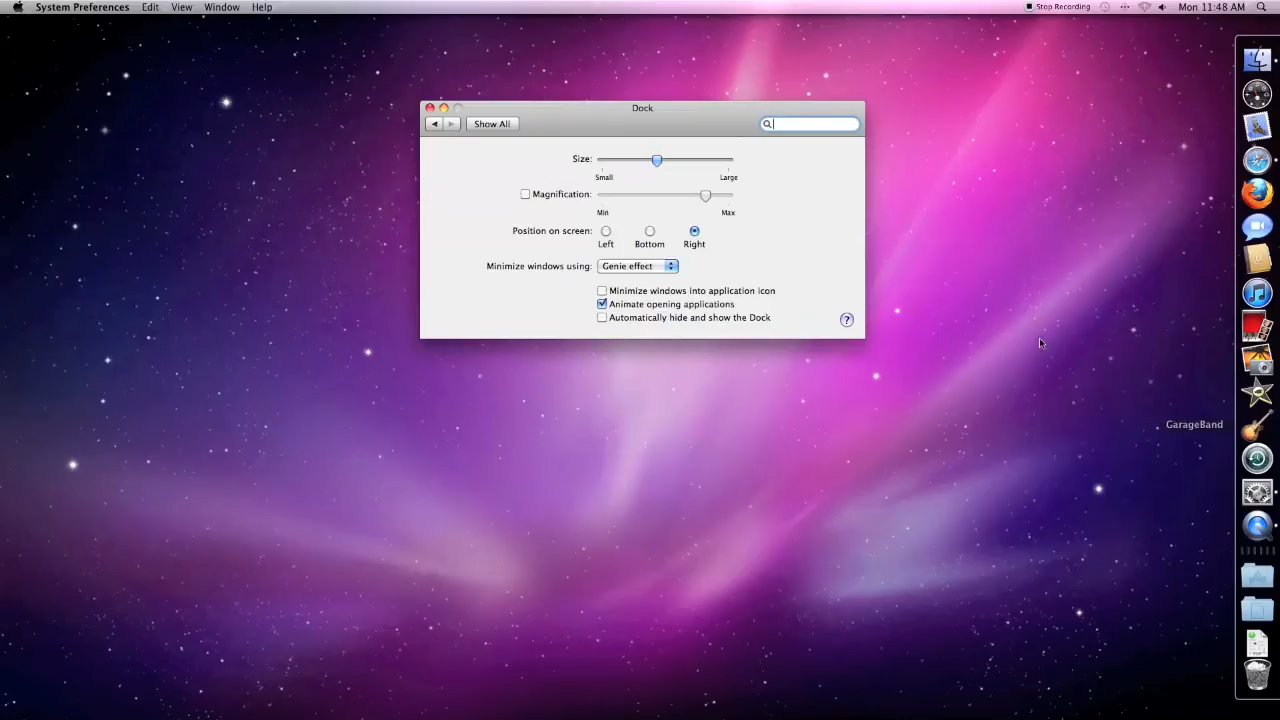 System Preferences Edit View Window Help Stop Recording Mon 11:48 AM
Dock
Show All
Size:
Small Large
Magnification:
Min Max
Position on screen:
Left Bottom Right
Minimize windows using: Genie effect
Minimize windows into application icon
Animate opening applications
Automatically hide and show the Dock
?
GarageBand